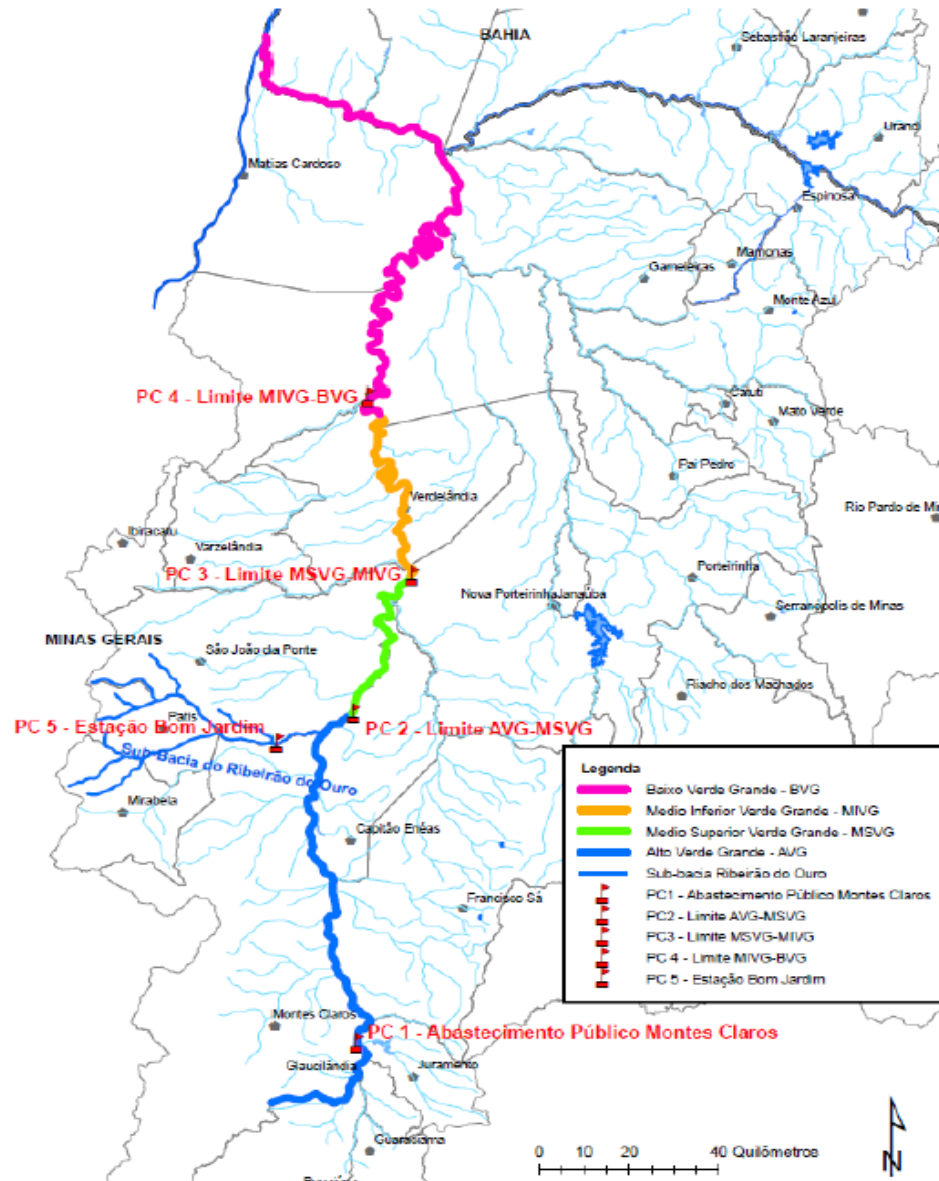 BAHIA
Sebastião Laranjeiras
Urandi
Matias Cardoso
Espinosa
Mamonas
Gameleiras
Monte Azul
PC 4 - Limite MIVG-BVG
Catuti
Mato Verde
Pai Pedro
Verdelândia
Rio Pardo de Mi
Ibiracatu
Varzelândia
PC 3 - Limite MSVG-MIVG
Porteirinha
Nova Porteirinha
Janaúba
Serranópolis de Minas
MINAS GERAIS
São João da Ponte
Riacho dos Machados
Patis
PC 5 - Estação Bom Jardim
PC 2 - Limite AVG-MSVG
Sub-Bacia do Ribeirão do Ouro
Mirabela
Capitão Enéas
Francisco Sá
Legenda
Baixo Verde Grande - BVG
Medio Inferior Verde Grande - MIVG
Medio Superior Verde Grande - MSVG
Alto Verde Grande - AVG
Sub-bacia Ribeirão do Ouro
PC1 - Abastecimento Público Montes Claros
PC2 - Limite AVG-MSVG
PC3 - Limite MSVG-MIVG
PC 4 - Limite MIVG-BVG
PC 5 - Estação Bom Jardim
Montes Claros
PC 1 - Abastecimento Público Montes Claros
Glaucilândia
Juramento
Guaraciama
0 10 20 40 Quilômetros
N